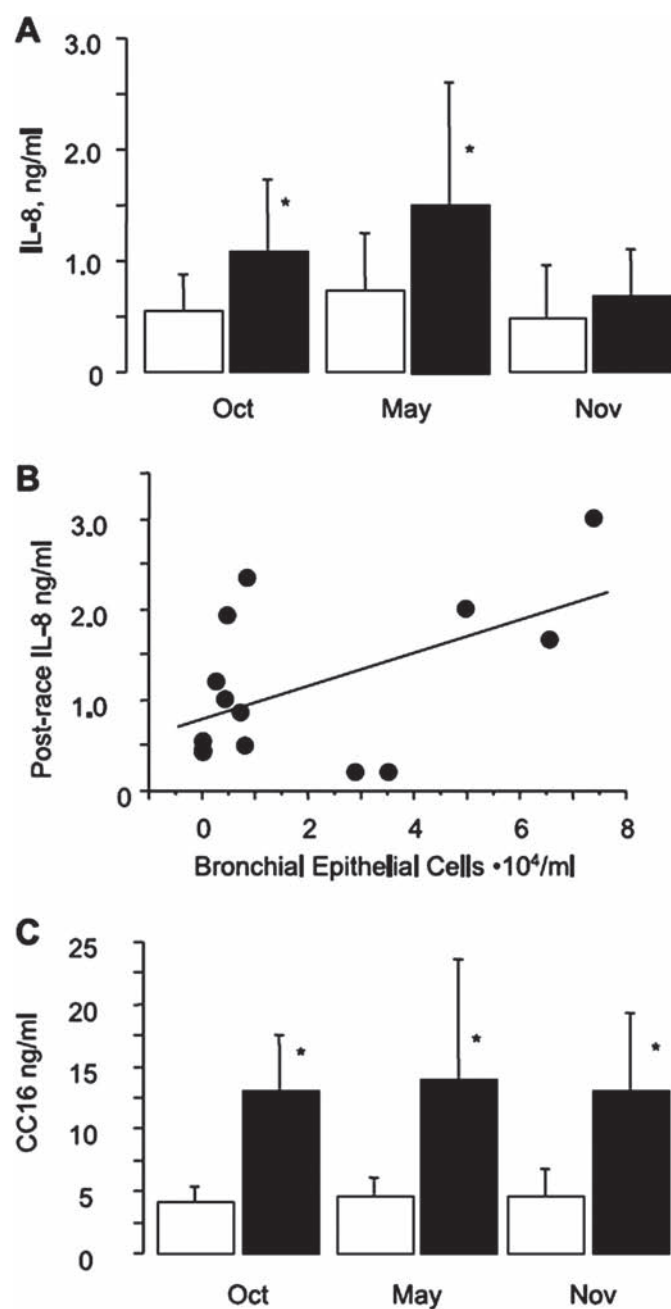 A
3.0
2.0
1.0
0
IL-8, ng/ml
*
*
Oct May Nov
B
3.0
2.0
1.0
0
Post-race IL-8 ng/ml
0 2 4 6 8
Bronchial Epithelial Cells •10⁴/ml
C
25
20
15
10
5
0
CC16 ng/ml
*
*
*
Oct May Nov